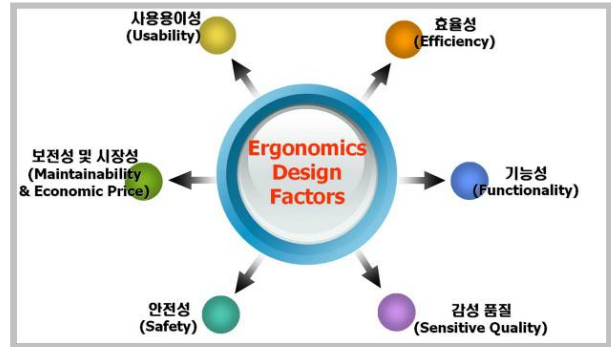 사용용이성
(Usability)
효율성
(Efficiency)
보전성 및 시장성
(Maintainability
& Economic Price)
Ergonomics
Design
Factors
기능성
(Functionality)
안전성
(Safety)
감성 품질
(Sensitive Quality)